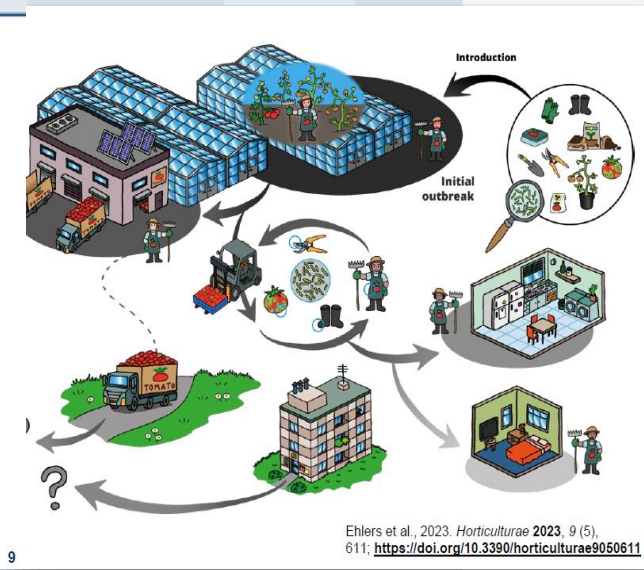 Introduction
Initial
outbreak
TOMATO
?
Ehlers et al., 2023. Horticulturae 2023, 9 (5),
611; https://doi.org/10.3390/horticulturae9050611
9